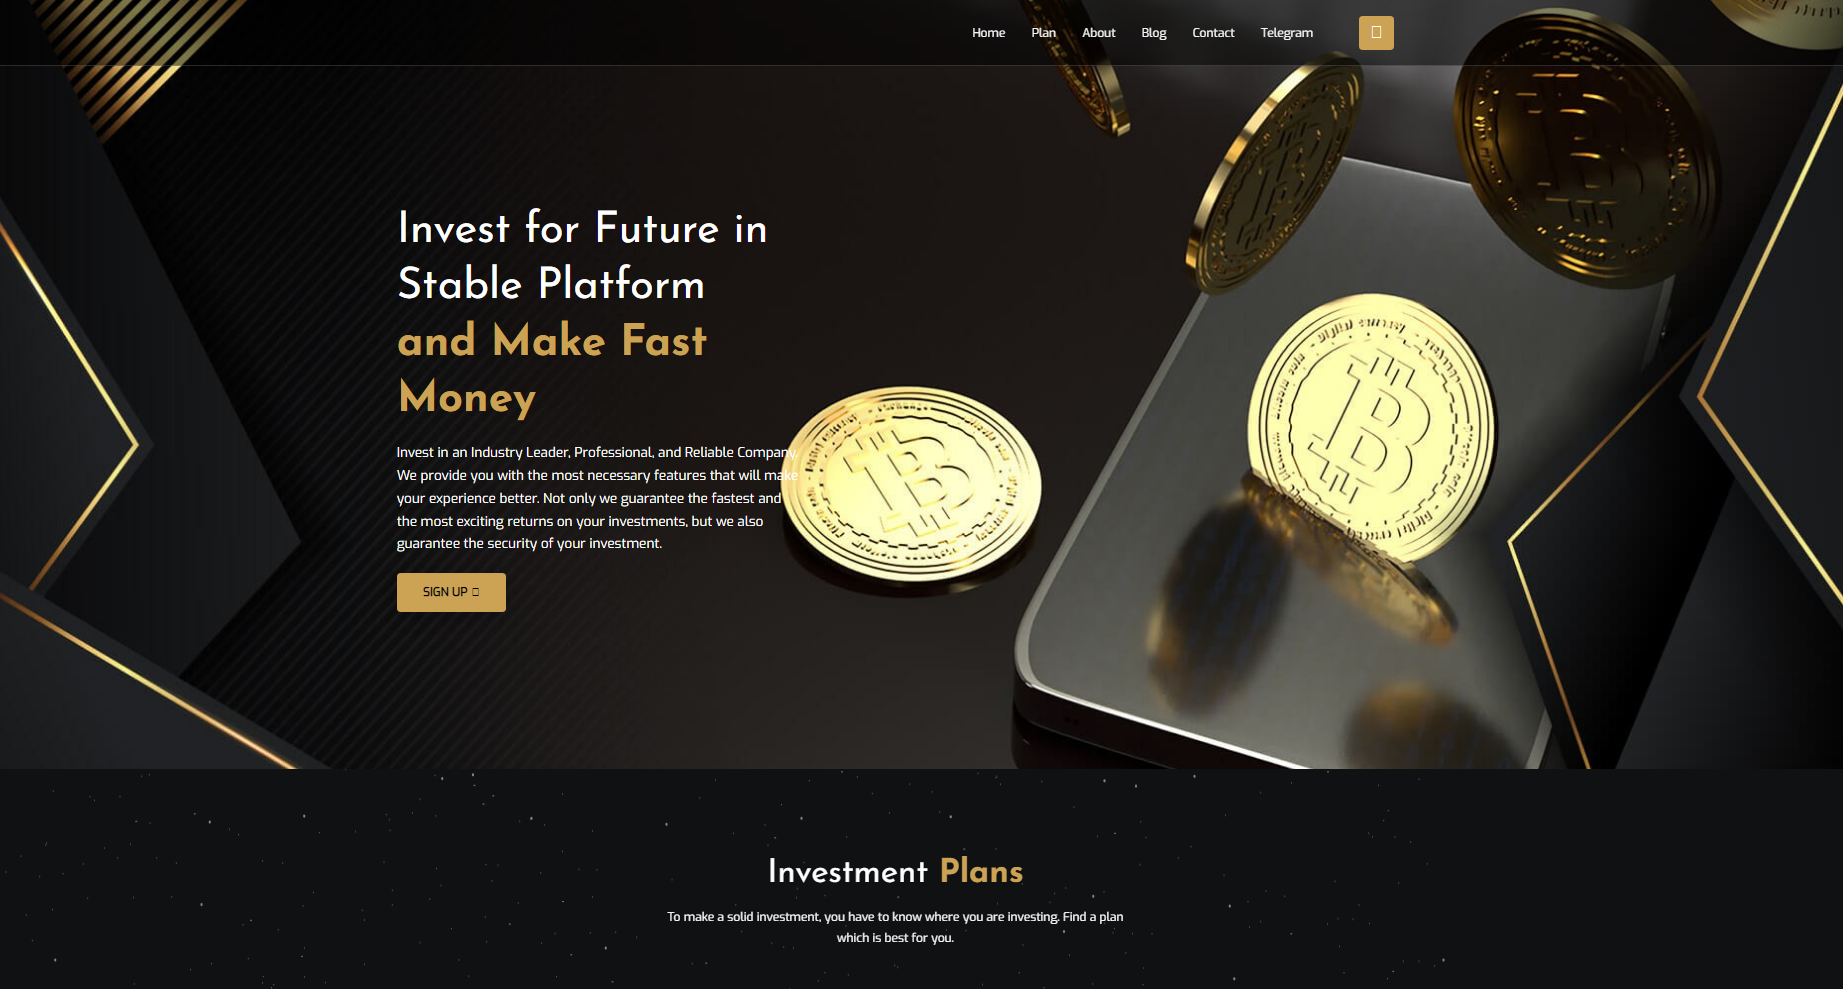 Home Plan About Blog Contact Telegram
Invest for Future in
Stable Platform
and Make Fast
Money
Invest in an Industry Leader, Professional, and Reliable Company.
We provide you with the most necessary features that will make
your experience better. Not only we guarantee the fastest and
the most exciting returns on your investments, but we also
guarantee the security of your investment.
SIGN UP
Investment Plans
To make a solid investment, you have to know where you are investing. Find a plan
which is best for you.